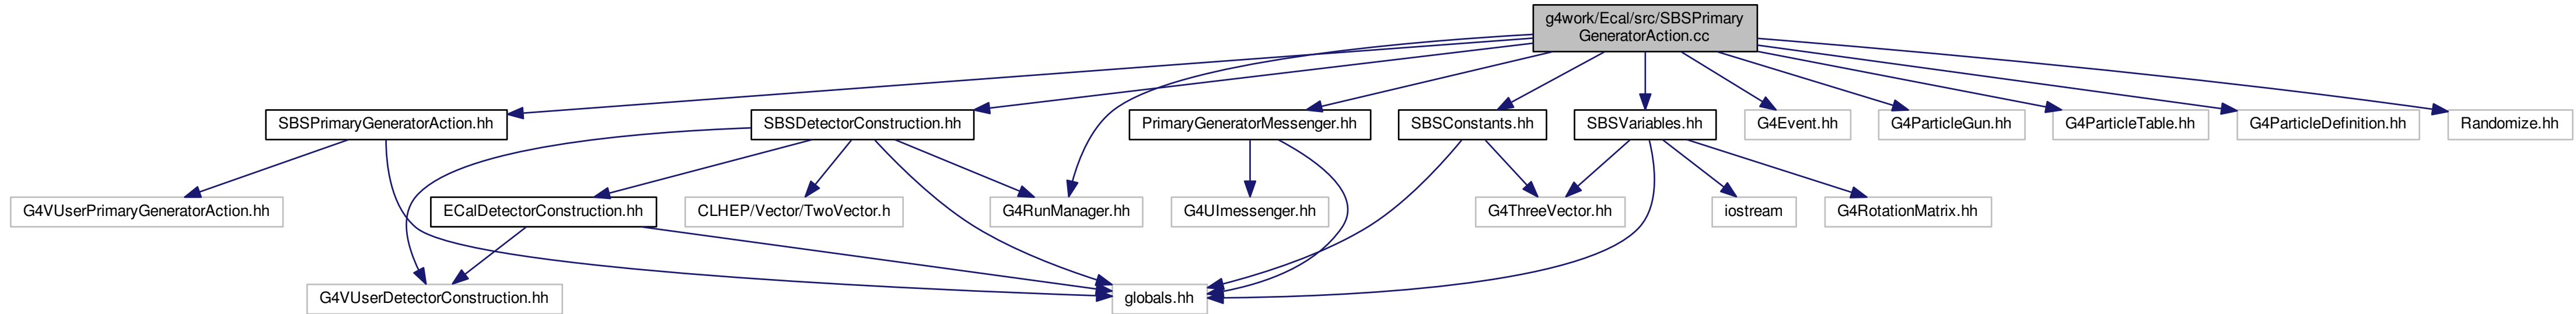 g4work/Ecal/src/SBSPrimary
GeneratorAction.cc
SBSPrimaryGeneratorAction.hh
SBSDetectorConstruction.hh
PrimaryGeneratorMessenger.hh
SBSConstants.hh
SBSVariables.hh
G4Event.hh
G4ParticleGun.hh
G4ParticleTable.hh
G4ParticleDefinition.hh
Randomize.hh
G4VUserPrimaryGeneratorAction.hh
ECalDetectorConstruction.hh
CLHEP/Vector/TwoVector.h
G4RunManager.hh
G4UImessenger.hh
G4ThreeVector.hh
iostream
G4RotationMatrix.hh
G4VUserDetectorConstruction.hh
globals.hh